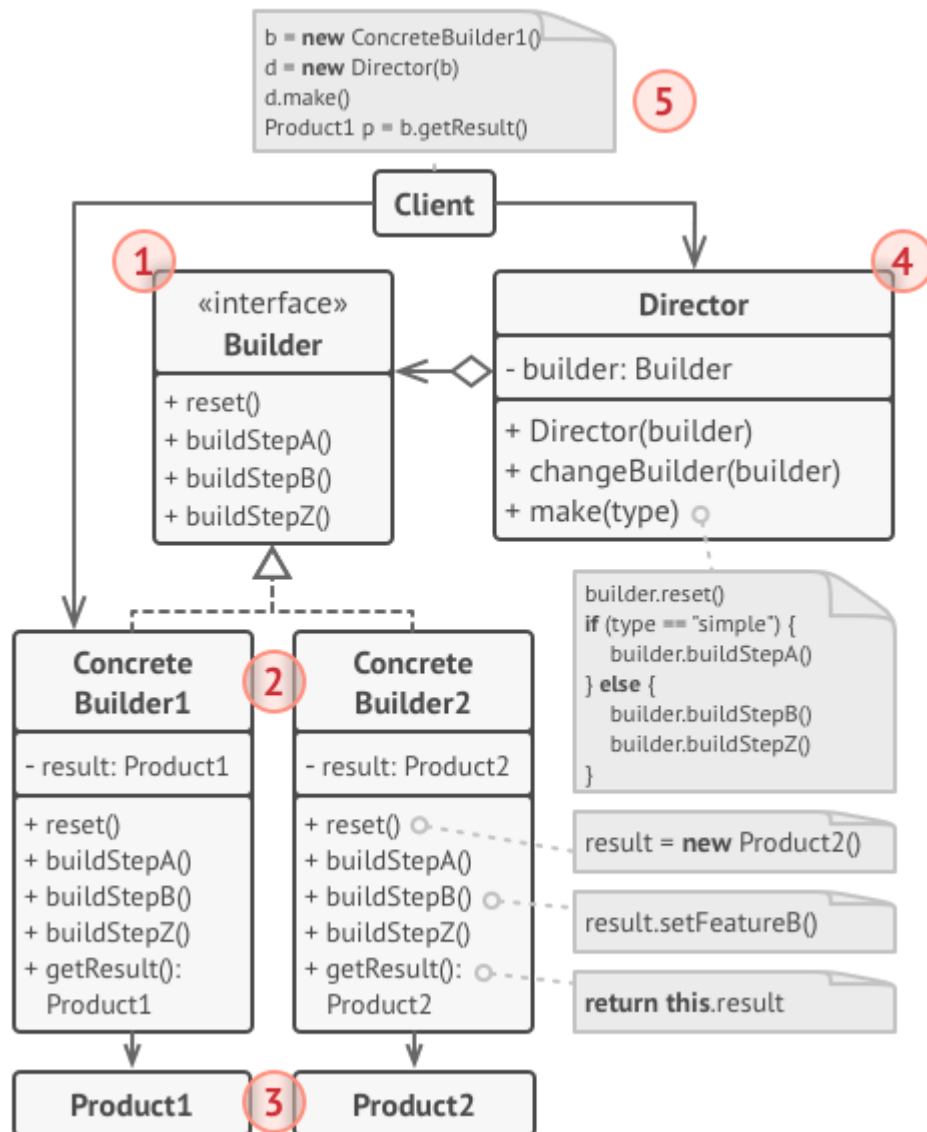 b = new ConcreteBuilder1()
d = new Director(b)
d.make()
Product1 p = b.getResult()
5
Client
1
«interface»
Builder
+ reset()
+ buildStepA()
+ buildStepB()
+ buildStepZ()
4
Director
- builder: Builder
+ Director(builder)
+ changeBuilder(builder)
+ make(type)
builder.reset()
if (type == "simple") {
builder.buildStepA()
} else {
builder.buildStepB()
builder.buildStepZ()
}
Concrete
Builder1
- result: Product1
+ reset()
+ buildStepA()
+ buildStepB()
+ buildStepZ()
+ getResult():
Product1
2
Concrete
Builder2
- result: Product2
+ reset()
+ buildStepA()
+ buildStepB()
+ buildStepZ()
+ getResult():
Product2
result = new Product2()
result.setFeatureB()
return this.result
Product1
3
Product2